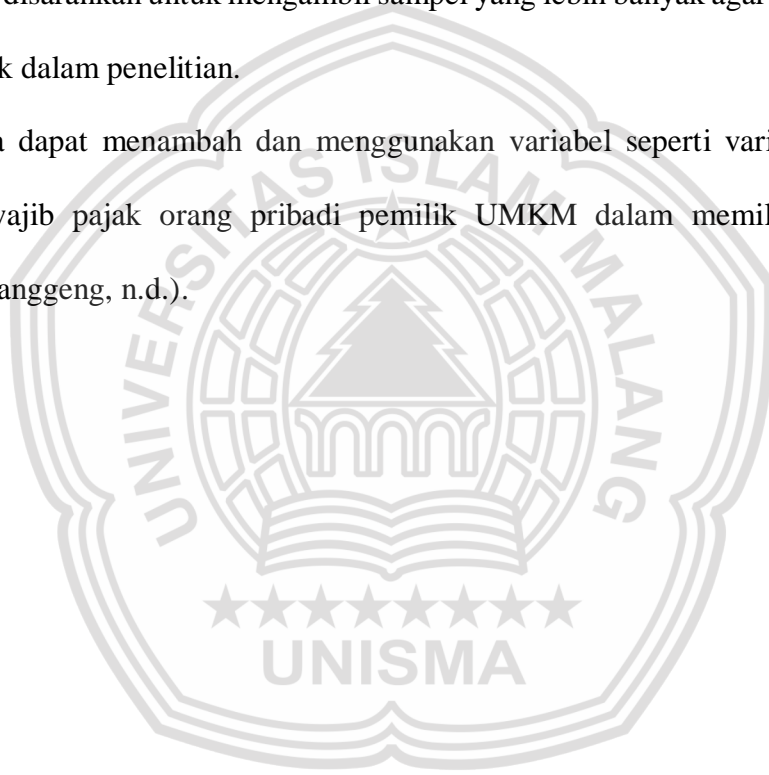 disarankan untuk mengambil sampel yang lebih banyak agar
k dalam penelitian.
a dapat menambah dan menggunakan variabel seperti vari
wajib pajak orang pribadi pemilik UMKM dalam memil
anggeng, n.d.).
UNIVERSITAS ISLAM MALANG
UNISMA